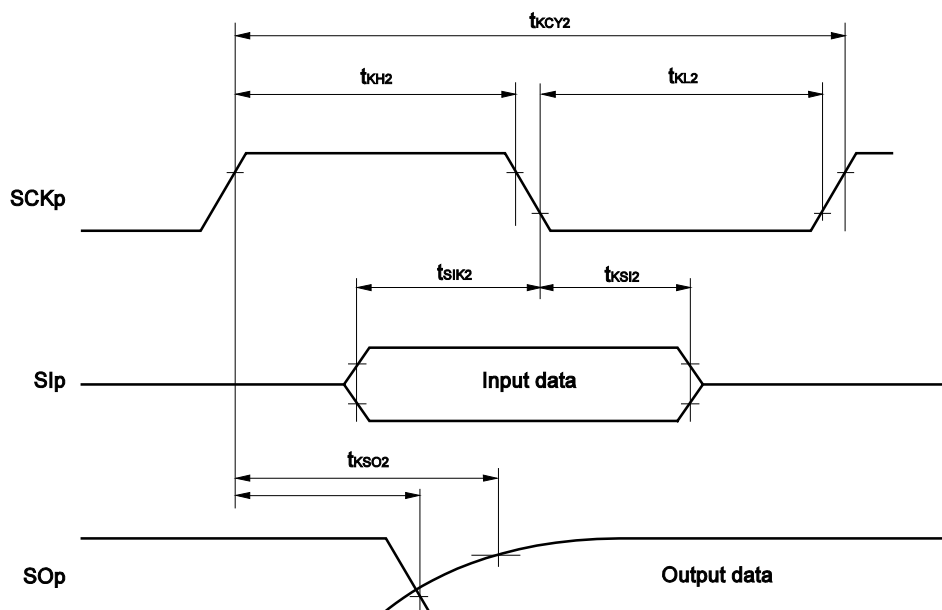 tKCY2
tKH2
tKL2
SCKp
tSIK2
tKSI2
SIp
Input data
tKSO2
SOp
Output data